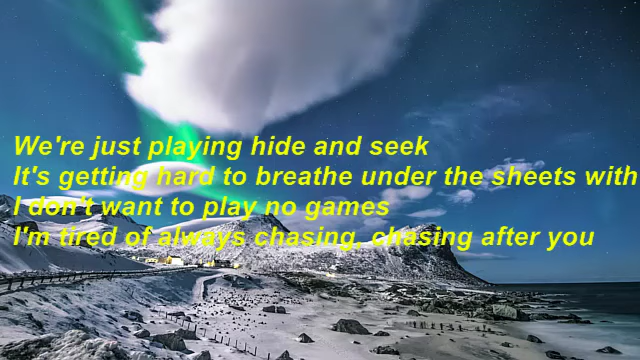 We're just playing hide and seek
It's getting hard to breathe under the sheets with
I don't want to play no games
I'm tired of always chasing, chasing after you